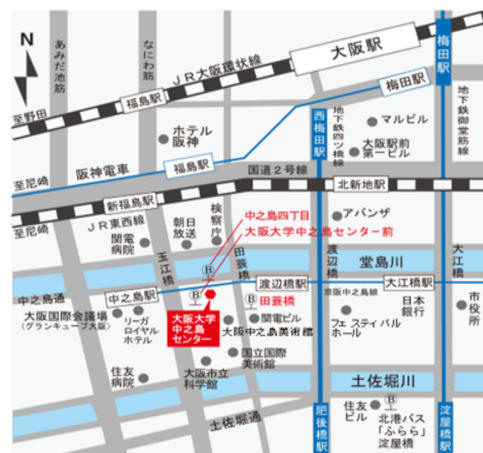 N
あみだ池筋
なにわ筋
大阪駅
梅田駅
JR大阪環状線
至野田
福島駅
梅田駅
ホテル
阪神
西梅田駅
地下鉄四ツ橋線
マルビル
大阪駅前
第一ビル
地下鉄御堂筋線
阪神電車
福島駅
至尼崎
国道2号線
新福島駅
北新地駅
至尼崎
JR東西線
関電
病院
朝日
放送
検察庁
中之島四丁目
大阪大学中之島センター前
アバンザ
玉江橋
田蓑橋
渡辺橋
堂島川
大江橋
B
中之島通
中之島駅
渡辺橋駅
京阪中之島線
大江橋駅
B
B
田蓑橋
大阪国際会議場
(グランキューブ大阪)
リーガ
ロイヤル
ホテル
大阪大学
中之島
センター
関電ビル
大阪中之島美術館
フェスティバル
ホール
日本
銀行
市役所
国立国際
美術館
住友
病院
大阪市立
科学館
土佐堀川
土佐堀通
肥後橋駅
住友
ビル
B
北港バス
「ふらら」
淀屋橋
淀屋橋駅